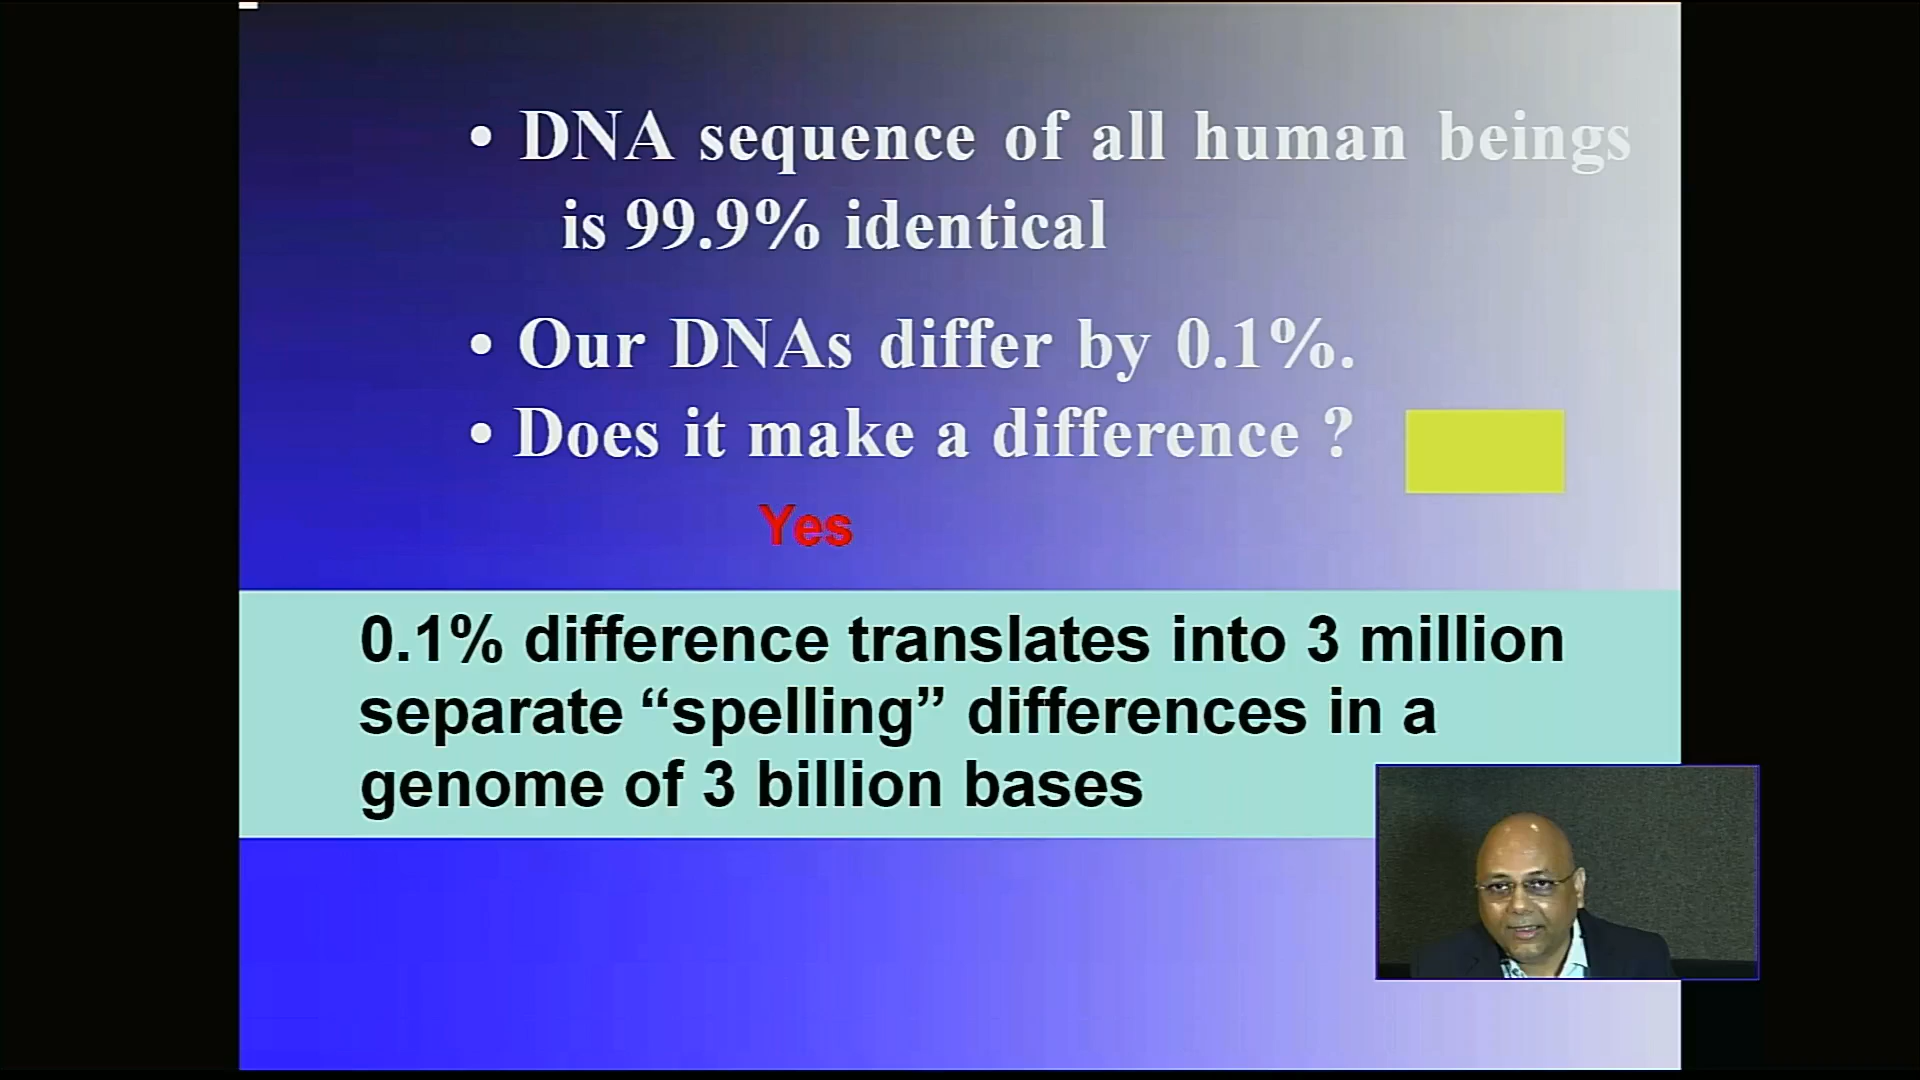 • DNA sequence of all human beings
is 99.9% identical
• Our DNAs differ by 0.1%.
• Does it make a difference ?
Yes
0.1% difference translates into 3 million
separate “spelling” differences in a
genome of 3 billion bases